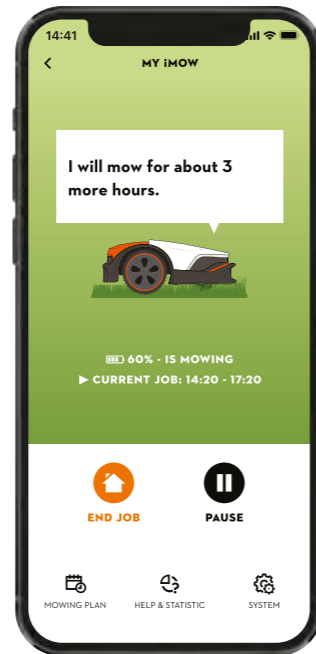 14:41
MY iMOW
I will mow for about 3
more hours.
60% - IS MOWING
CURRENT JOB: 14:20 - 17:20
END JOB
PAUSE
MOWING PLAN
HELP & STATISTIC
SYSTEM